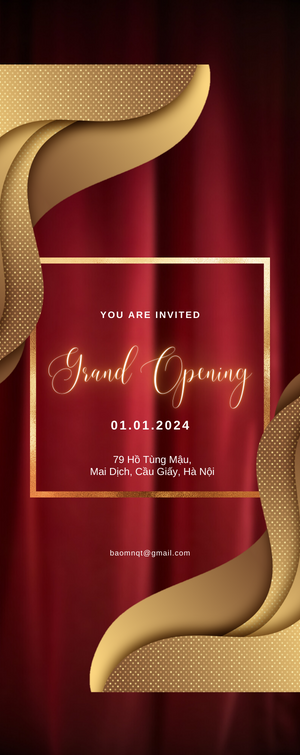 YOU ARE INVITED
Grand Opening
01.01.2024
79 Hồ Tùng Mậu,
Mai Dịch, Cầu Giấy, Hà Nội
baomnqt@gmail.com